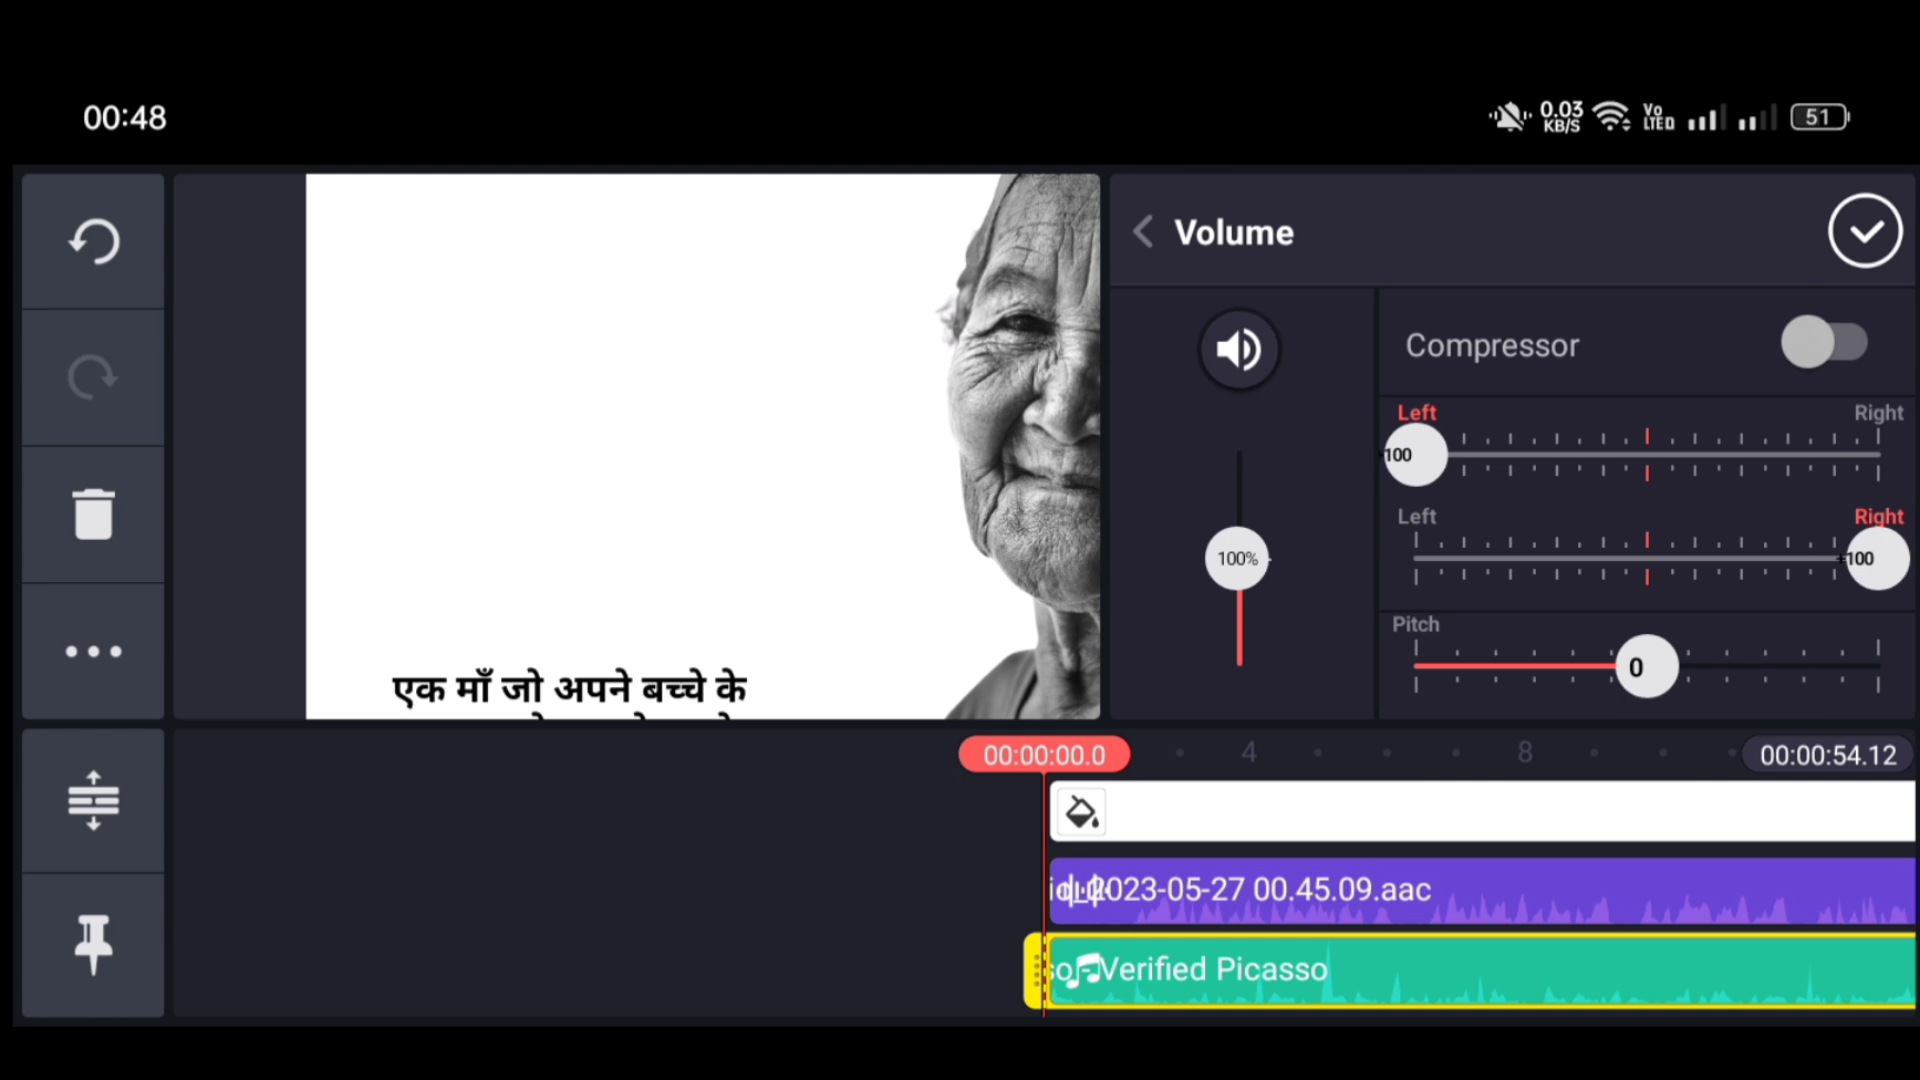 00:48
0.03
KB/S
Vo
LTED
51
Volume
Compressor
Left Right
100
Left Right
+100
100%
Pitch
0
एक माँ जो अपने बच्चे के
00:00:00.0
4
8
00:00:54.12
2023-05-27 00.45.09.aac
Verified Picasso